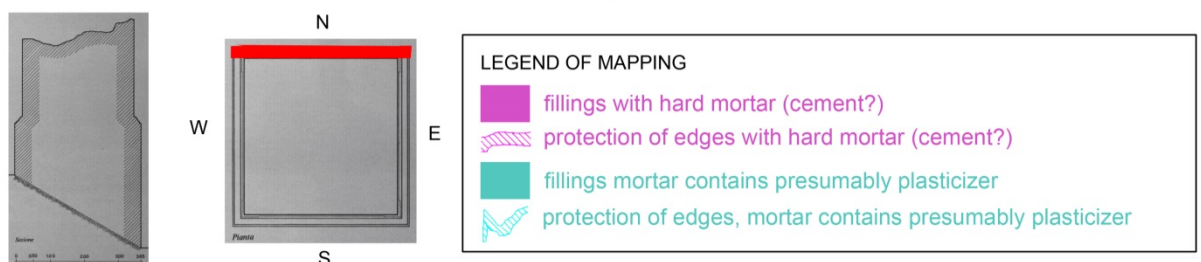 N
W
E
S
Sezione
Pianta
LEGEND OF MAPPING
fillings with hard mortar (cement?)
protection of edges with hard mortar (cement?)
fillings mortar contains presumably plasticizer
protection of edges, mortar contains presumably plasticizer